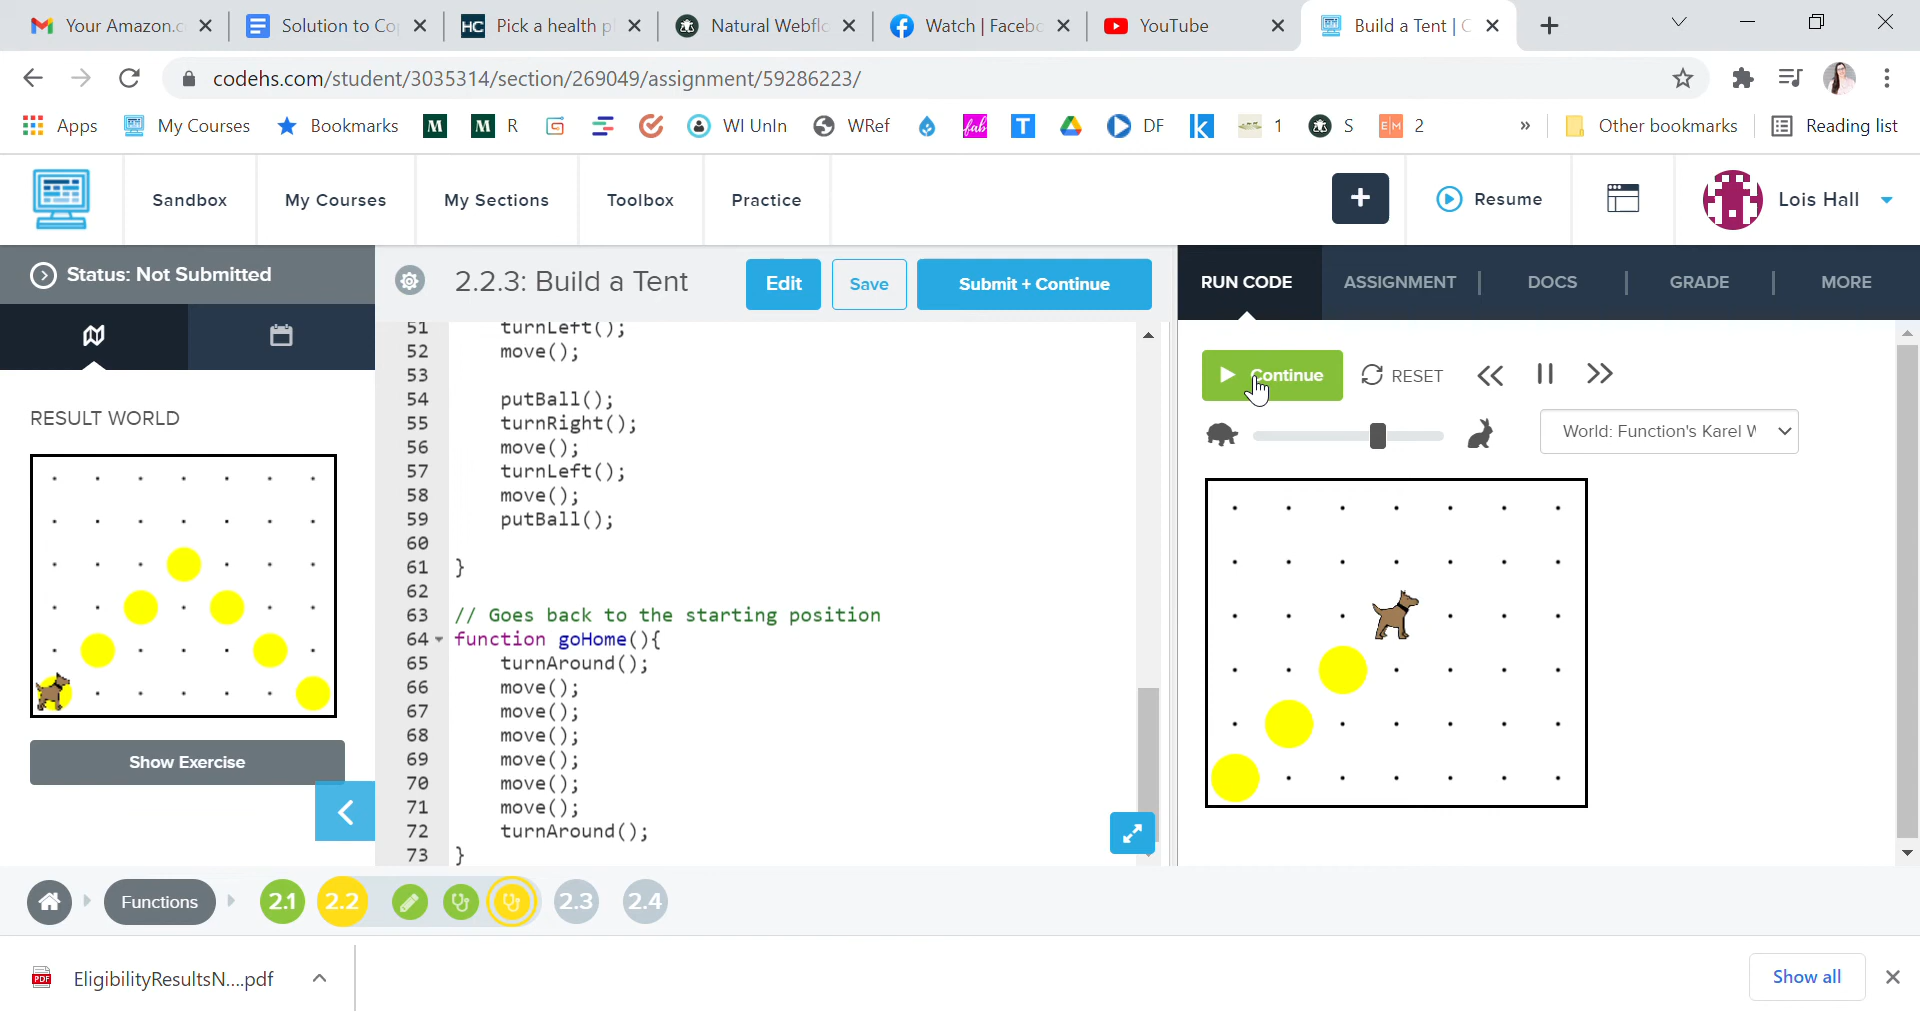 Your Amazon.c
Solution to Co
Pick a health p
Natural Webflo
Watch | Facebo
YouTube
Build a Tent | C
codehs.com/student/3035314/section/269049/assignment/59286223/
Apps
My Courses
Bookmarks
M
M R
WI UnIn
WRef
fab
T
DF
K
1
S
EM 2
»
Other bookmarks
Reading list
Sandbox
My Courses
My Sections
Toolbox
Practice
+
Resume
Lois Hall
Status: Not Submitted
2.2.3: Build a Tent
Edit
Save
Submit + Continue
RUN CODE
ASSIGNMENT
DOCS
GRADE
MORE
RESULT WORLD
Show Exercise
51 turnLeft();
52 move();
53
54 putBall();
55 turnRight();
56 move();
57 turnLeft();
58 move();
59 putBall();
60
61 }
62
63 // Goes back to the starting position
64 function goHome(){
65 turnAround();
66 move();
67 move();
68 move();
69 move();
70 move();
71 move();
72 turnAround();
73 }
Continue
RESET
World: Function's Karel W
Functions
2.1
2.2
2.3
2.4
PDF
EligibilityResultsN....pdf
Show all